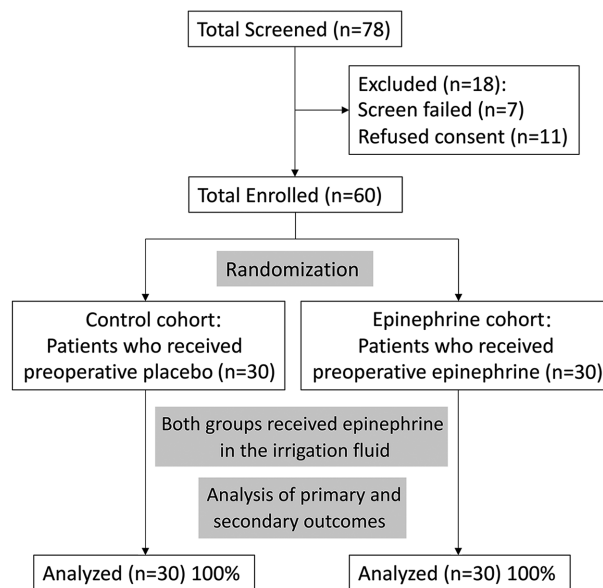 Total Screened (n=78)
Excluded (n=18):
Screen failed (n=7)
Refused consent (n=11)
Total Enrolled (n=60)
Randomization
Control cohort:
Patients who received
preoperative placebo (n=30)
Epinephrine cohort:
Patients who received
preoperative epinephrine (n=30)
Both groups received epinephrine
in the irrigation fluid
Analysis of primary and
secondary outcomes
Analyzed (n=30) 100%
Analyzed (n=30) 100%